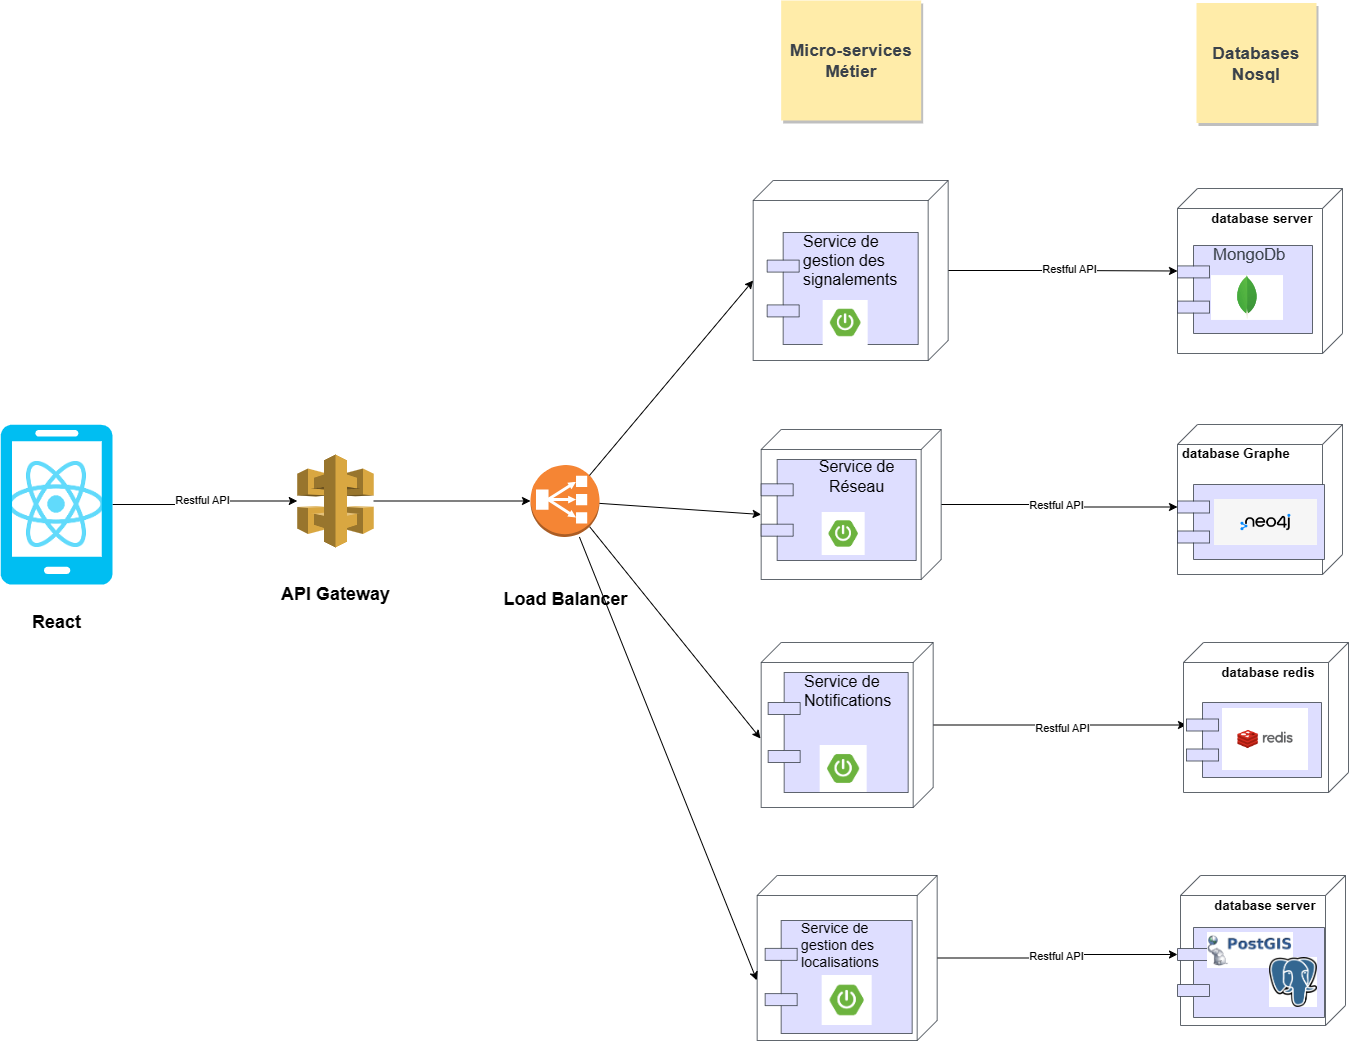 Micro-services
Métier
Databases
Nosql
Service de
gestion des
signalements
Restful API
database server
MongoDb
React
Restful API
API Gateway
Load Balancer
Service de
Réseau
Restful API
database Graphe
neo4j
Service de
Notifications
Restful API
database redis
redis
Service de
gestion des
localisations
Restful API
database server
PostGIS